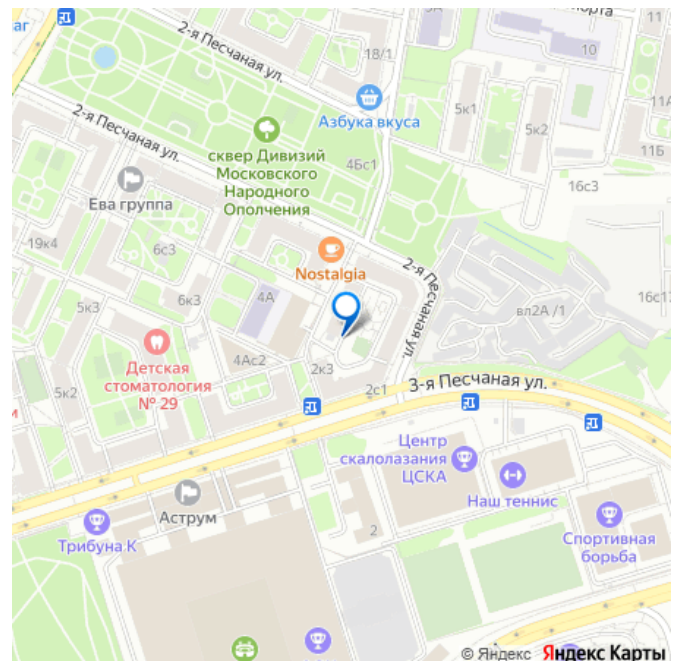 аг
орта
11
2-я Песчаная ул.
18/1
10
Азбука вкуса
5к1
5к2
11А
11Б
2-я Песчаная ул.
сквер Дивизий
Московского
Народного
Ополчения
4Бс1
16с3
Ева группа
19к4
6с3
Nostalgia
2-я Песчаная ул.
5к3
6к3
4А
вл2А /1
16с1
Детская
стоматология
№ 29
4Ас2
2к3
2с1
3-я Песчаная ул.
5к2
м
Центр
скалолазания
ЦСКА
Наш теннис
Аструм
Трибуна К
2
Спортивная
борьба
© Яндекс Яндекс Карты